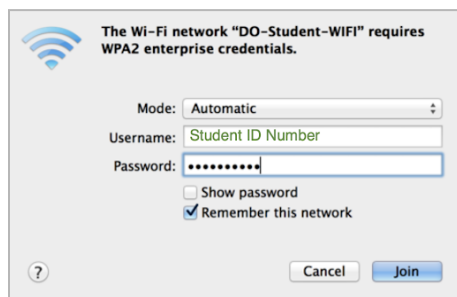 The Wi-Fi network “DO-Student-WIFI” requires
WPA2 enterprise credentials.
Mode: Automatic
Username: Student ID Number
Password: ••••••••••
Show password
Remember this network
? Cancel Join